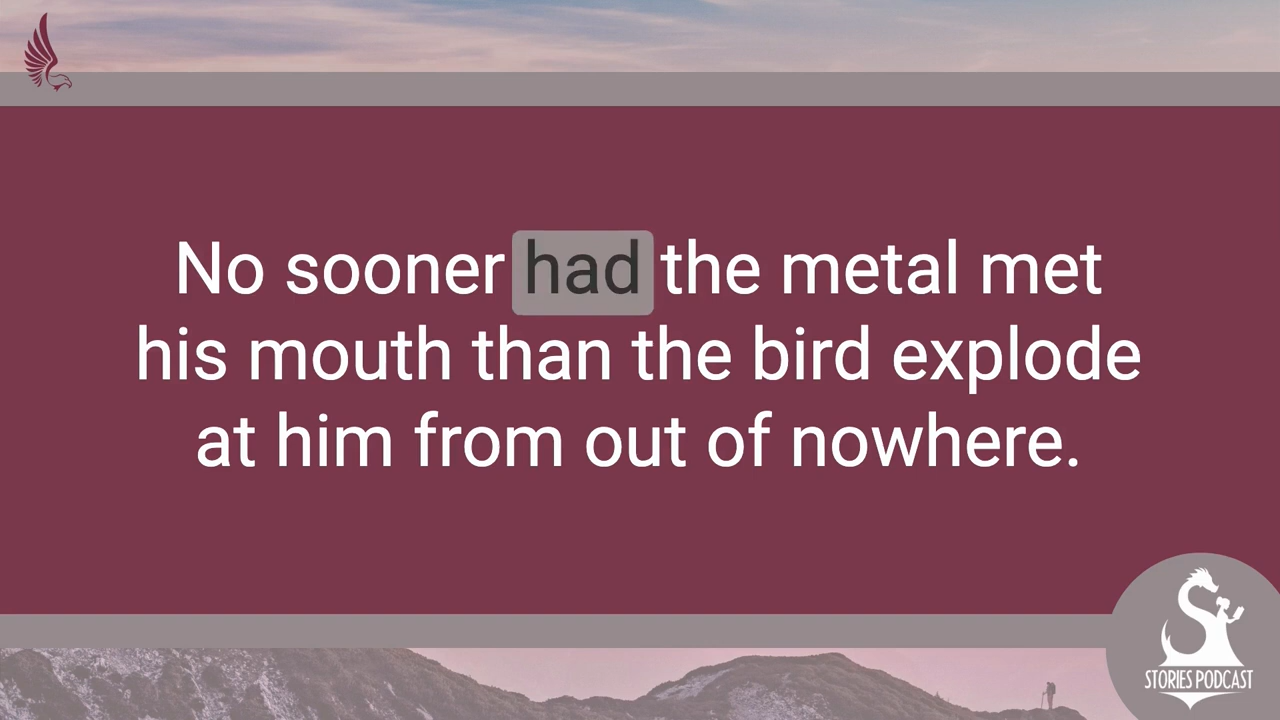 No sooner had the metal met
his mouth than the bird explode
at him from out of nowhere.
STORIES PODCAST